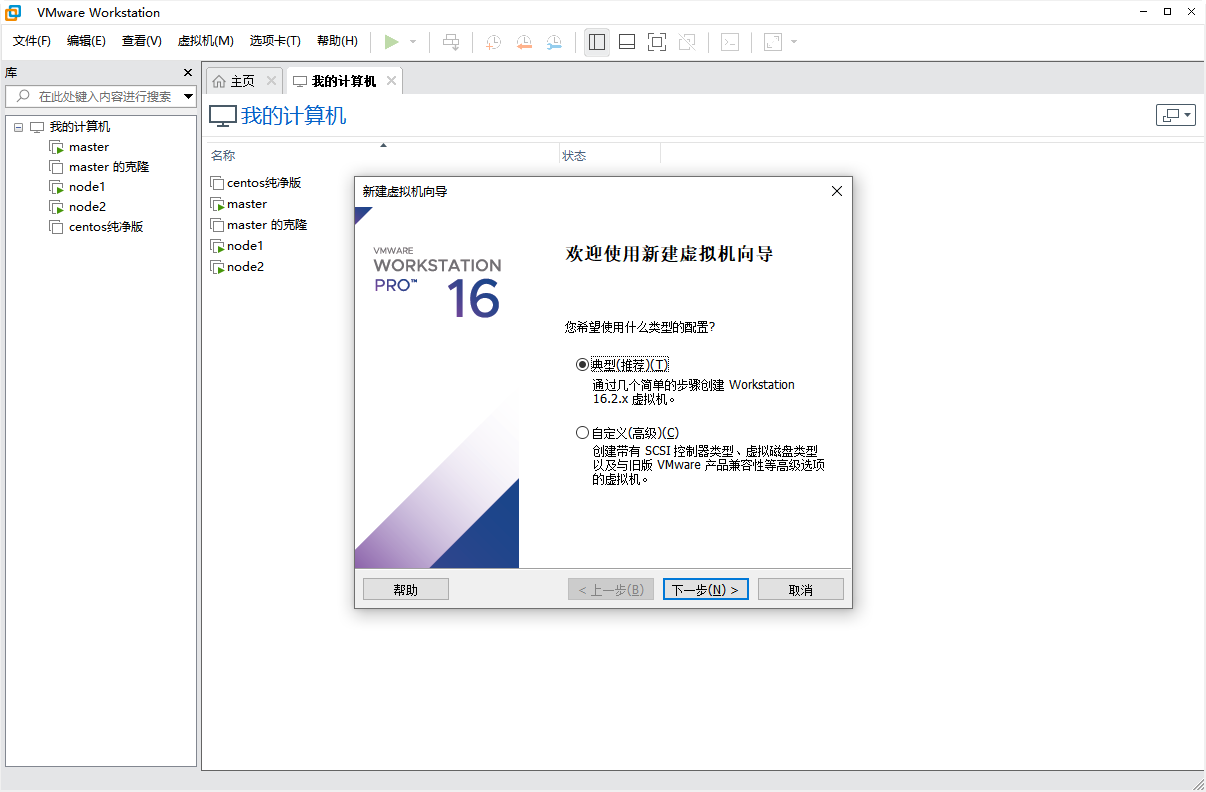 VMware Workstation
文件(F) 编辑(E) 查看(V) 虚拟机(M) 选项卡(T) 帮助(H)
库
在此处键入内容进行搜索
我的计算机
master
master 的克隆
node1
node2
centos纯净版
主页 我的计算机
我的计算机
名称 状态
centos纯净版
master
master 的克隆
node1
node2
新建虚拟机向导
VMWARE
WORKSTATION
PRO™ 16
欢迎使用新建虚拟机向导
您希望使用什么类型的配置?
典型(推荐)(T)
通过几个简单的步骤创建 Workstation
16.2.x 虚拟机。
自定义(高级)(C)
创建带有 SCSI 控制器类型、虚拟磁盘类型
以及与旧版 VMware 产品兼容性等高级选项
的虚拟机。
帮助 < 上一步(B) 下一步(N) > 取消